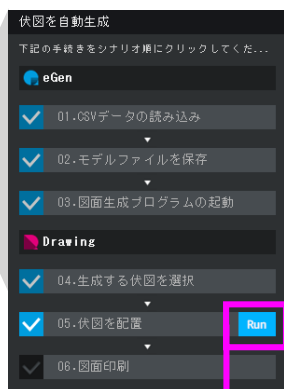 伏図を自動生成
下記の手続きをシナリオ順にクリックしてくだ...
eGen
01.CSVデータの読み込み
02.モデルファイルを保存
03.図面生成プログラムの起動
Drawing
04.生成する伏図を選択
05.伏図を配置
Run
06.図面印刷